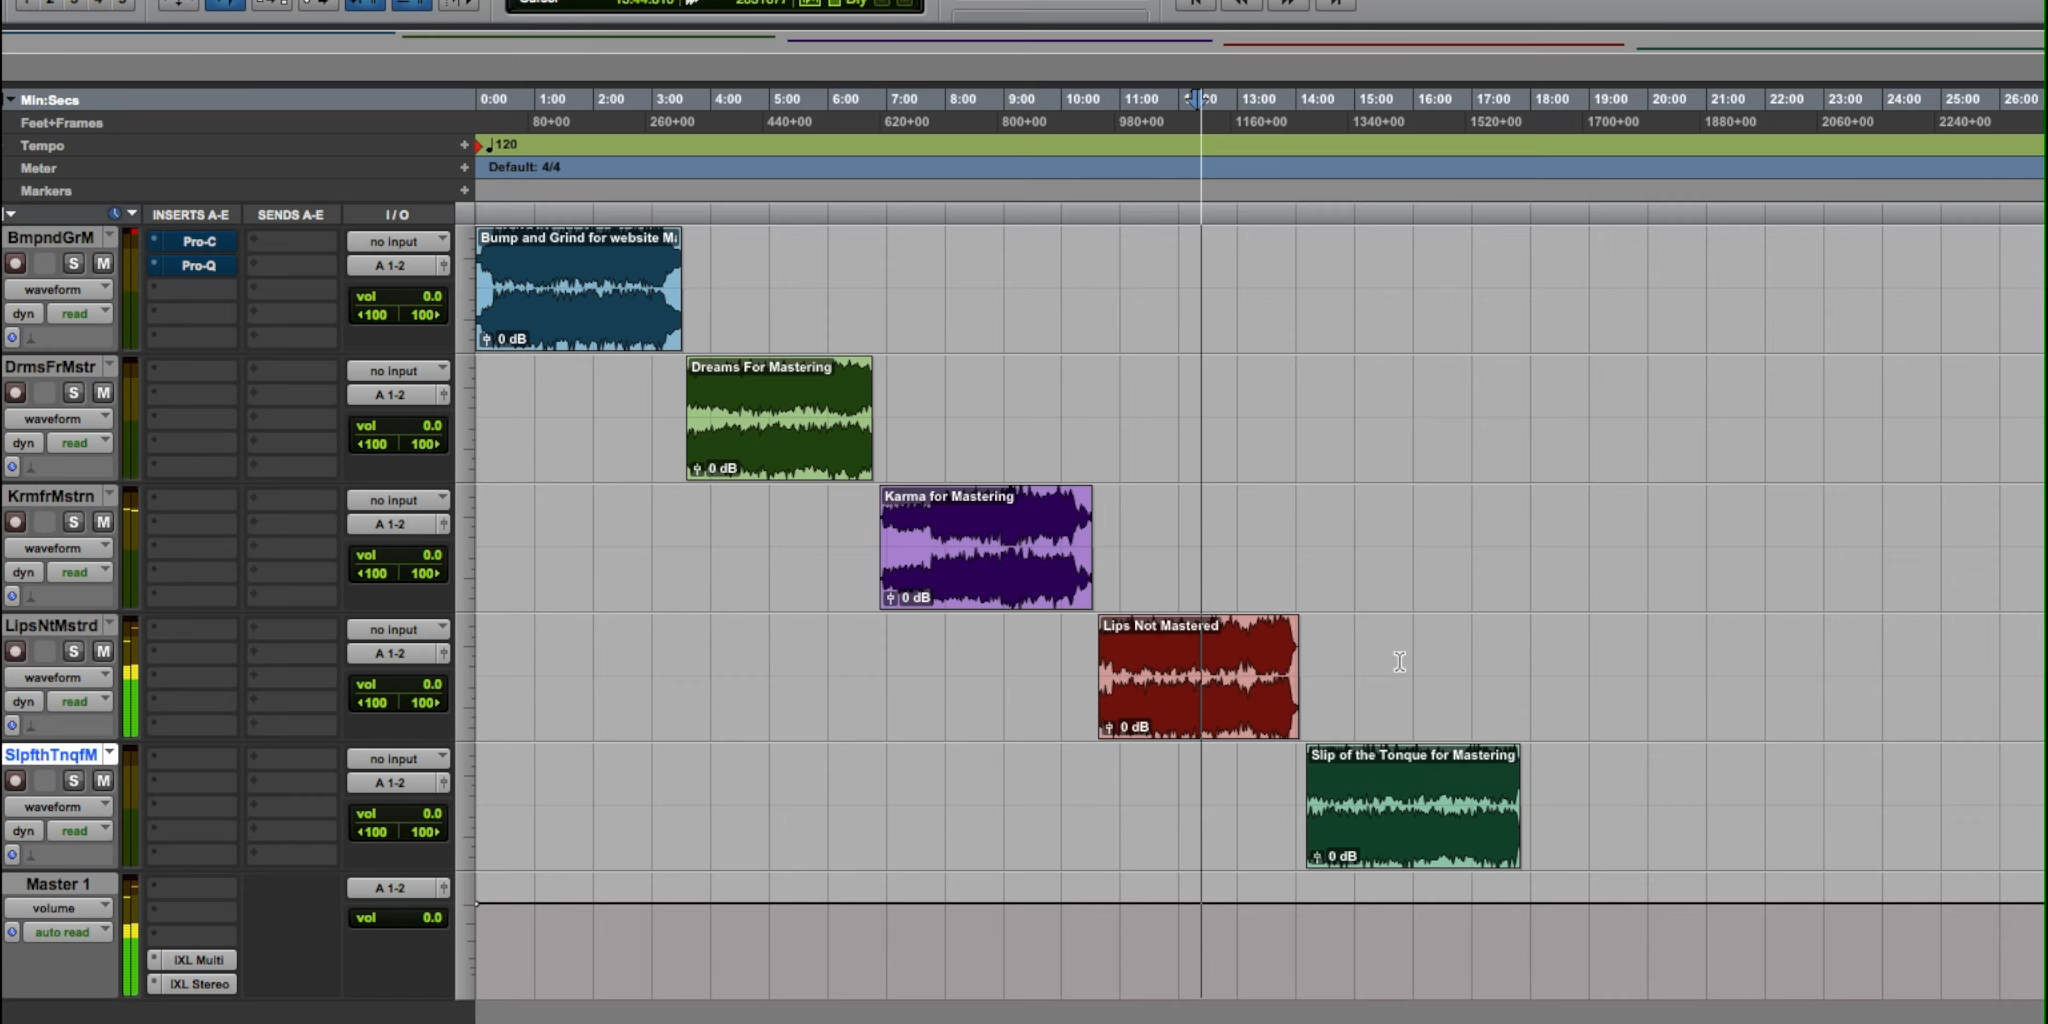 Min:Secs 0:00 1:00 2:00 3:00 4:00 5:00 6:00 7:00 8:00 9:00 10:00 11:00 13:00 14:00 15:00 16:00 17:00 18:00 19:00 20:00 21:00 22:00 23:00 24:00 25:00 26:00
Feet+Frames 80+00 260+00 440+00 620+00 800+00 980+00 1160+00 1340+00 1520+00 1700+00 1880+00 2060+00 2240+00
Tempo + 120
Meter + Default: 4/4
Markers +
INSERTS A-E SENDS A-E I / O
BmpndGrM Pro-C no input Bump and Grind for website Ma
S M Pro-Q A 1-2
waveform vol 0.0
dyn read 100 100
0 dB
DrmsFrMstr no input Dreams For Mastering
S M A 1-2
waveform vol 0.0
dyn read 100 100
0 dB
KrmfrMstrn no input Karma for Mastering
S M A 1-2
waveform vol 0.0
dyn read 100 100
0 dB
LipsNtMstrd no input Lips Not Mastered
S M A 1-2
waveform vol 0.0
dyn read 100 100
0 dB
SlpfthTnqfM no input Slip of the Tongue for Mastering
S M A 1-2
waveform vol 0.0
dyn read 100 100
0 dB
Master 1 A 1-2
volume vol 0.0
auto read
IXL Multi
IXL Stereo